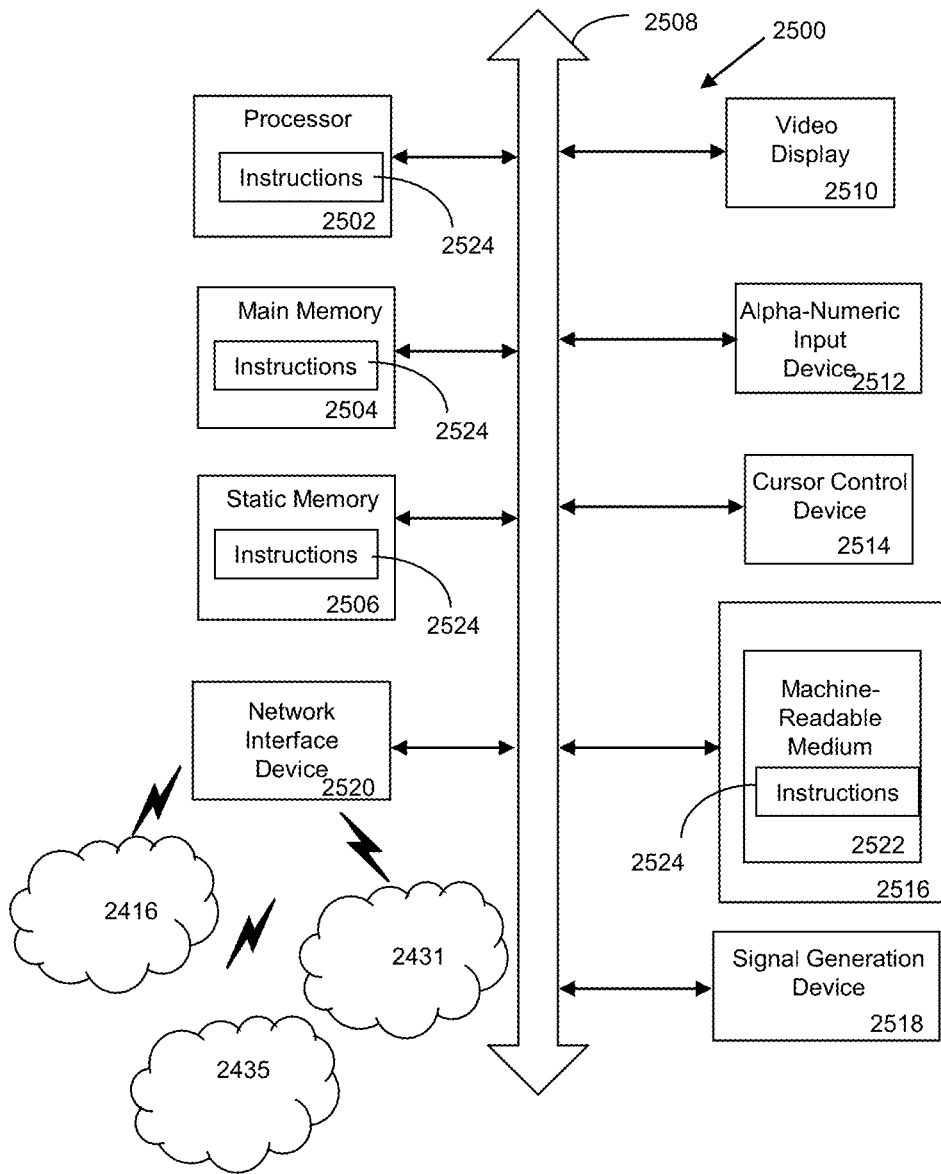 2508
2500
Processor
Instructions
2502
2524
Main Memory
Instructions
2504
2524
Static Memory
Instructions
2506
2524
Network
Interface
Device
2520
2416
2431
2435
Video
Display
2510
Alpha-Numeric
Input
Device
2512
Cursor Control
Device
2514
Machine-
Readable
Medium
Instructions
2522
2524
2516
Signal Generation
Device
2518